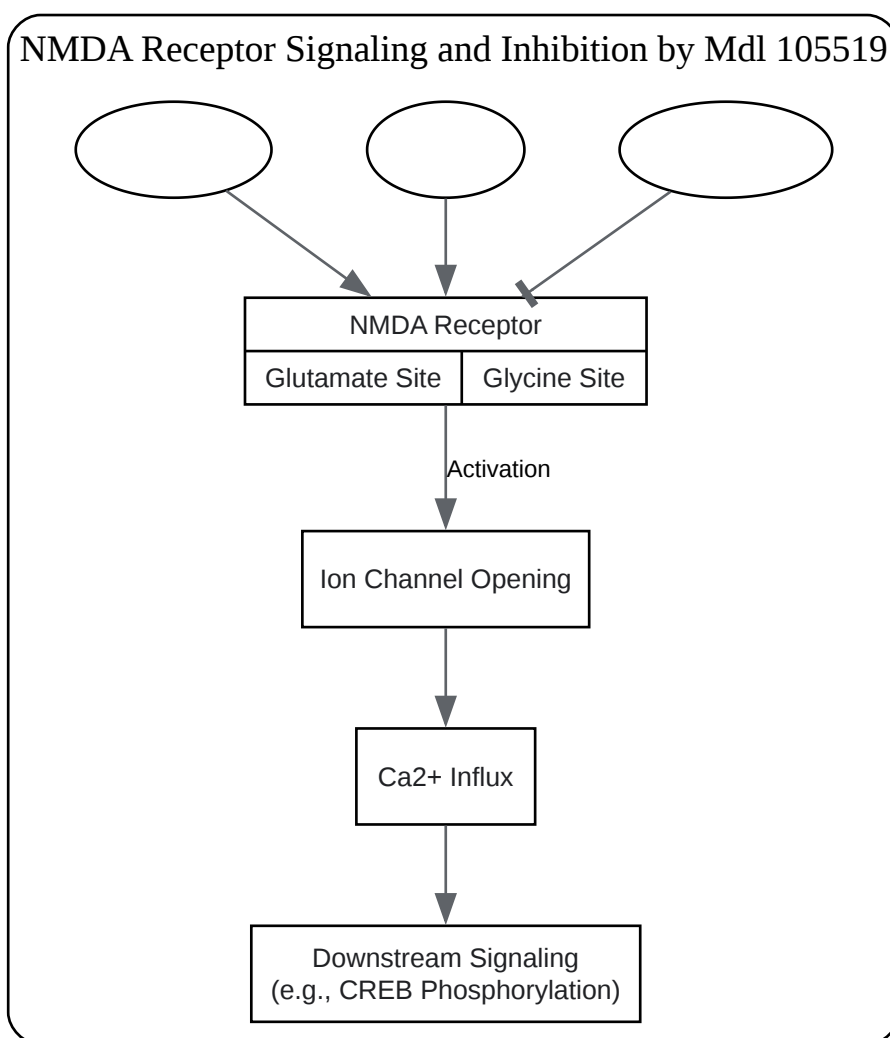 NMDA Receptor Signaling and Inhibition by Mdl 105519
NMDA Receptor
Glutamate Site
Glycine Site
Activation
Ion Channel Opening
Ca2+ Influx
Downstream Signaling
(e.g., CREB Phosphorylation)